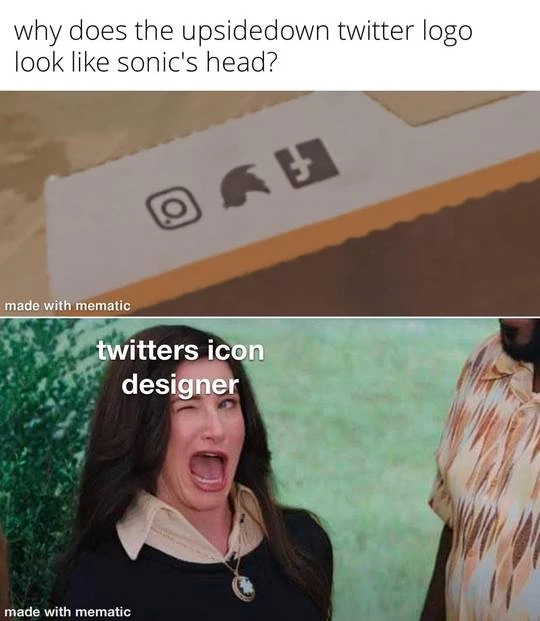 why does the upsidedown twitter logo
look like sonic's head?
made with mematic
twitters icon
designer
made with mematic